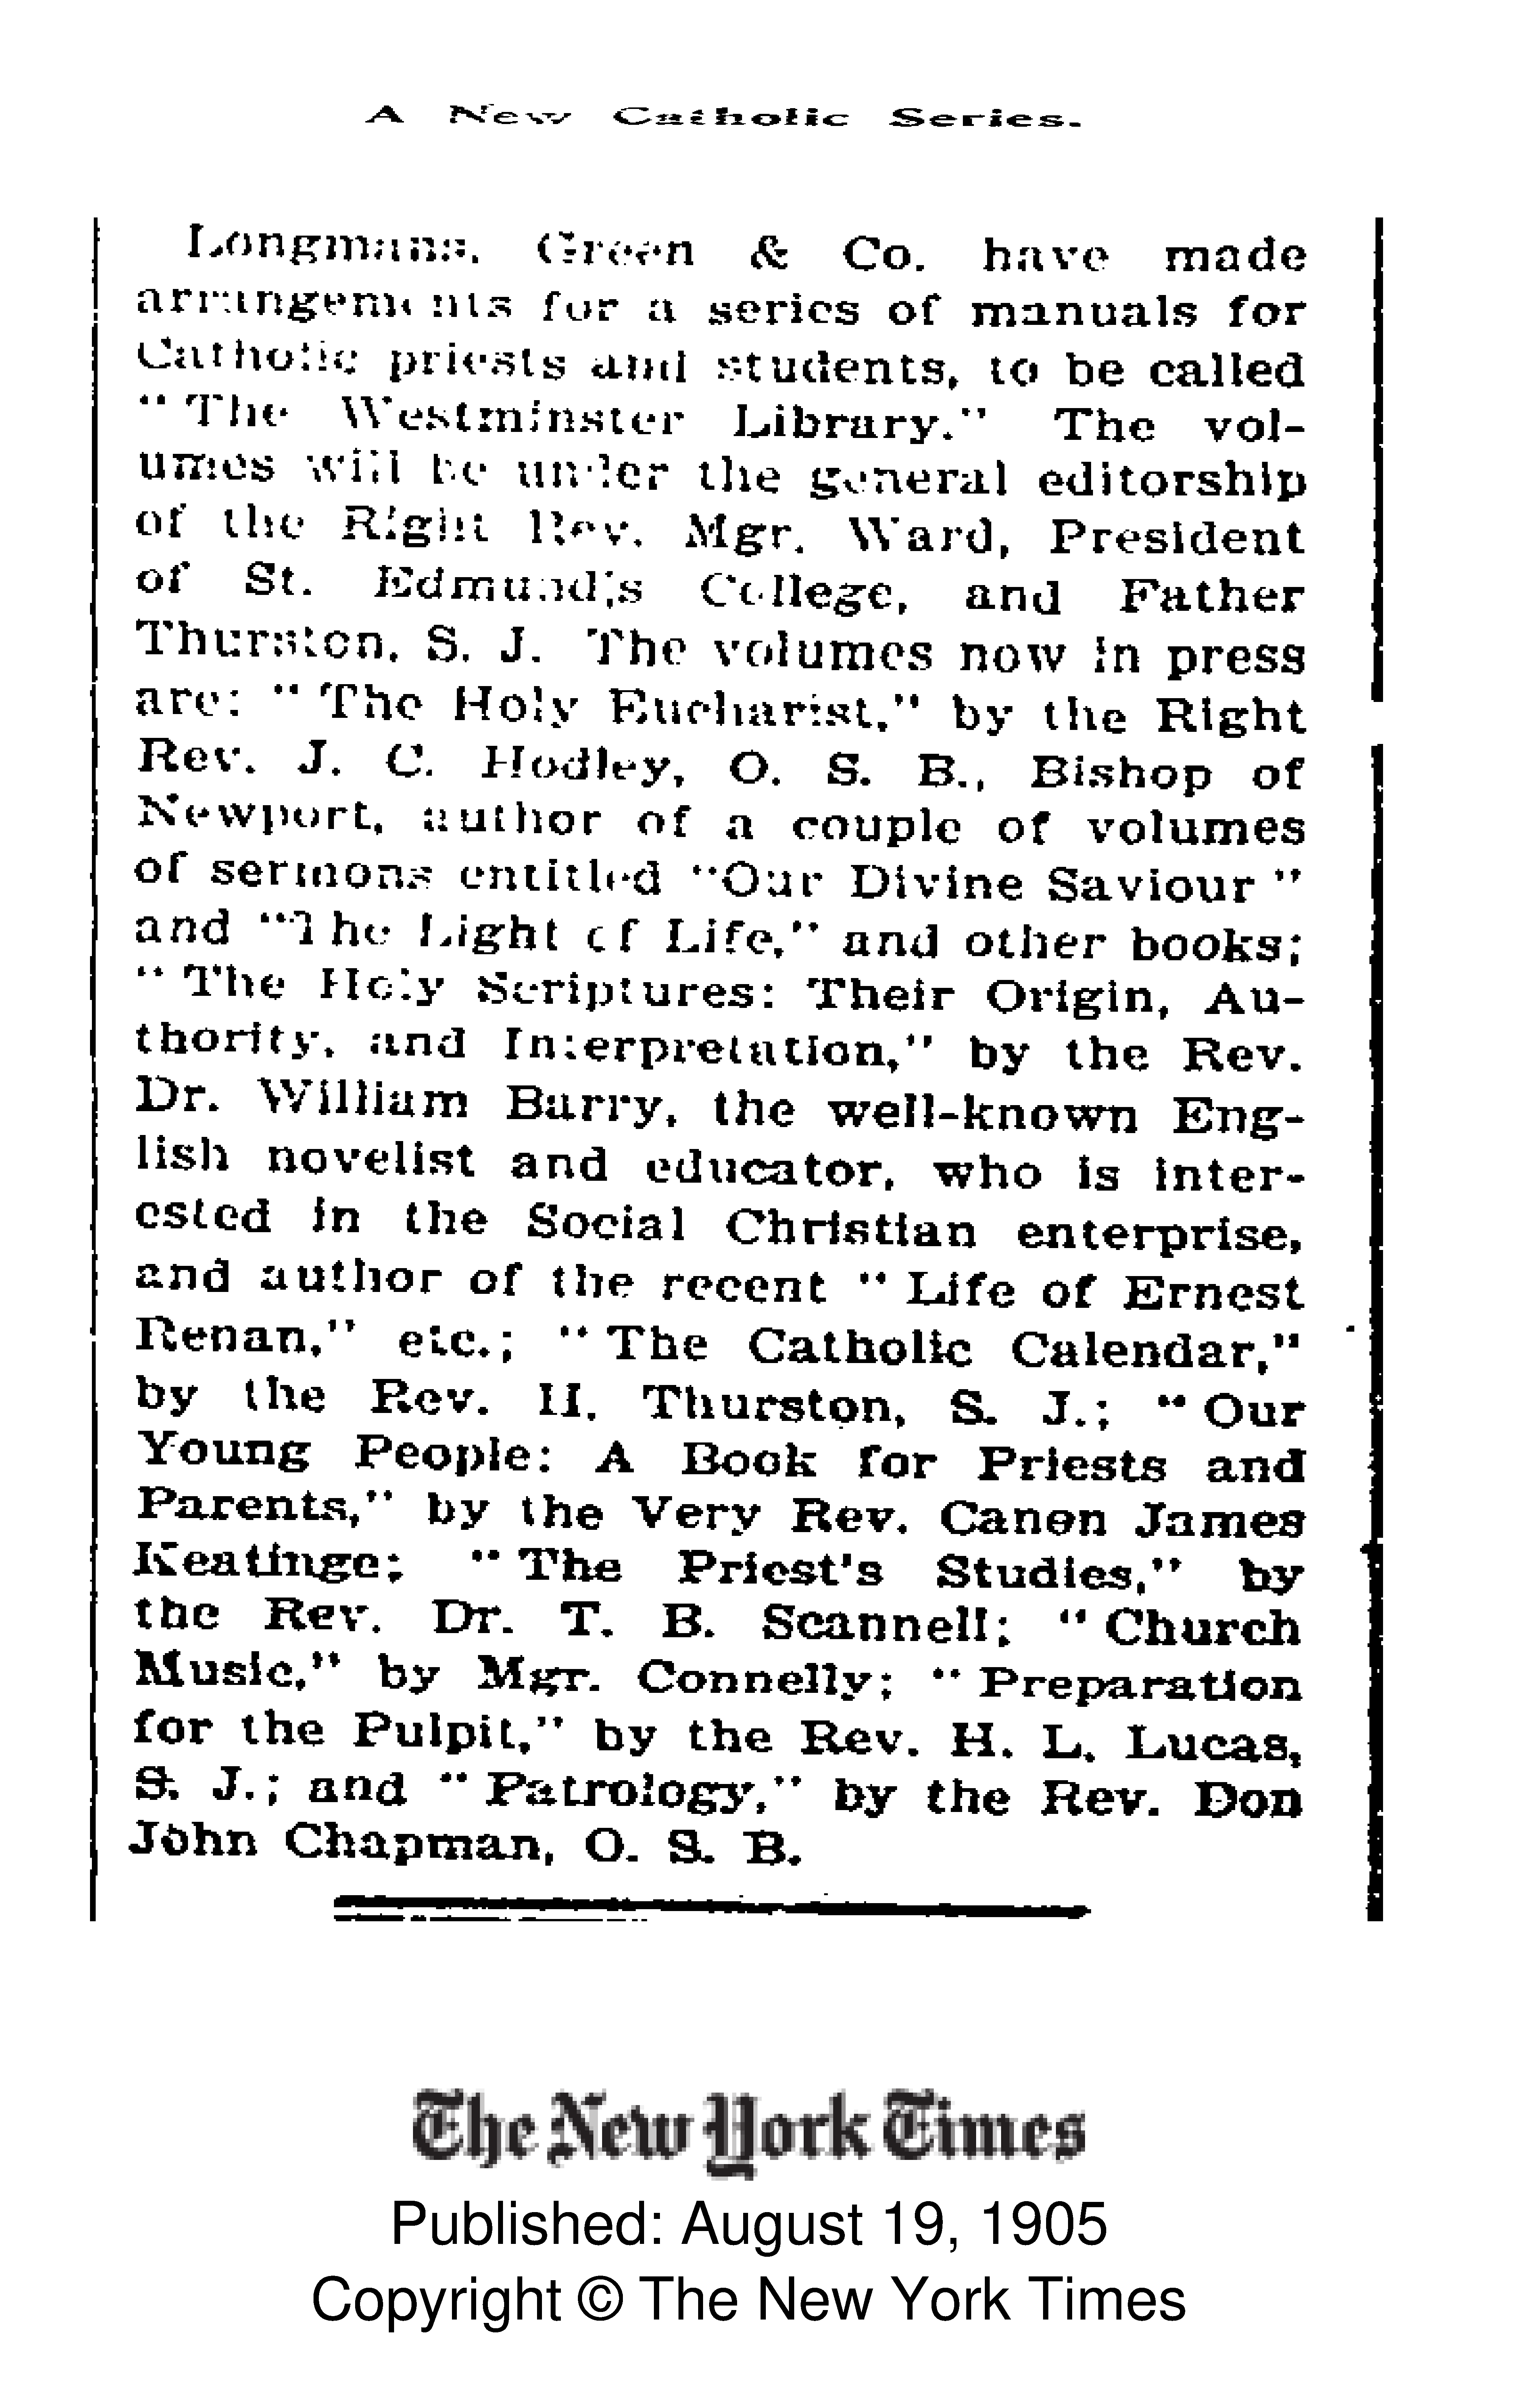 A New Catholic Series.
Longmans, Green & Co. have made
arrangements for a series of manuals for
Catholic priests and students, to be called
"The Westminster Library." The vol-
umes will be under the general editorship
of the Right Rev. Mgr. Ward, President
of St. Edmund's College, and Father
Thurston, S. J. The volumes now in press
are: "The Holy Eucharist," by the Right
Rev. J. C. Hodley, O. S. B., Bishop of
Newport, author of a couple of volumes
of sermons entitled "Our Divine Saviour"
and "The Light of Life," and other books;
"The Holy Scriptures: Their Origin, Au-
thority, and Interpretation," by the Rev.
Dr. William Barry, the well-known Eng-
lish novelist and educator, who is inter-
ested in the Social Christian enterprise,
and author of the recent "Life of Ernest
Renan," etc.; "The Catholic Calendar,"
by the Rev. H. Thurston, S. J.; "Our
Young People: A Book for Priests and
Parents," by the Very Rev. Canon James
Keatinge; "The Priest's Studies," by
the Rev. Dr. T. B. Scannell; "Church
Music," by Mgr. Connelly; "Preparation
for the Pulpit," by the Rev. H. L. Lucas,
S. J.; and "Patrology," by the Rev. Don
John Chapman, O. S. B.
The New York Times
Published: August 19, 1905
Copyright © The New York Times